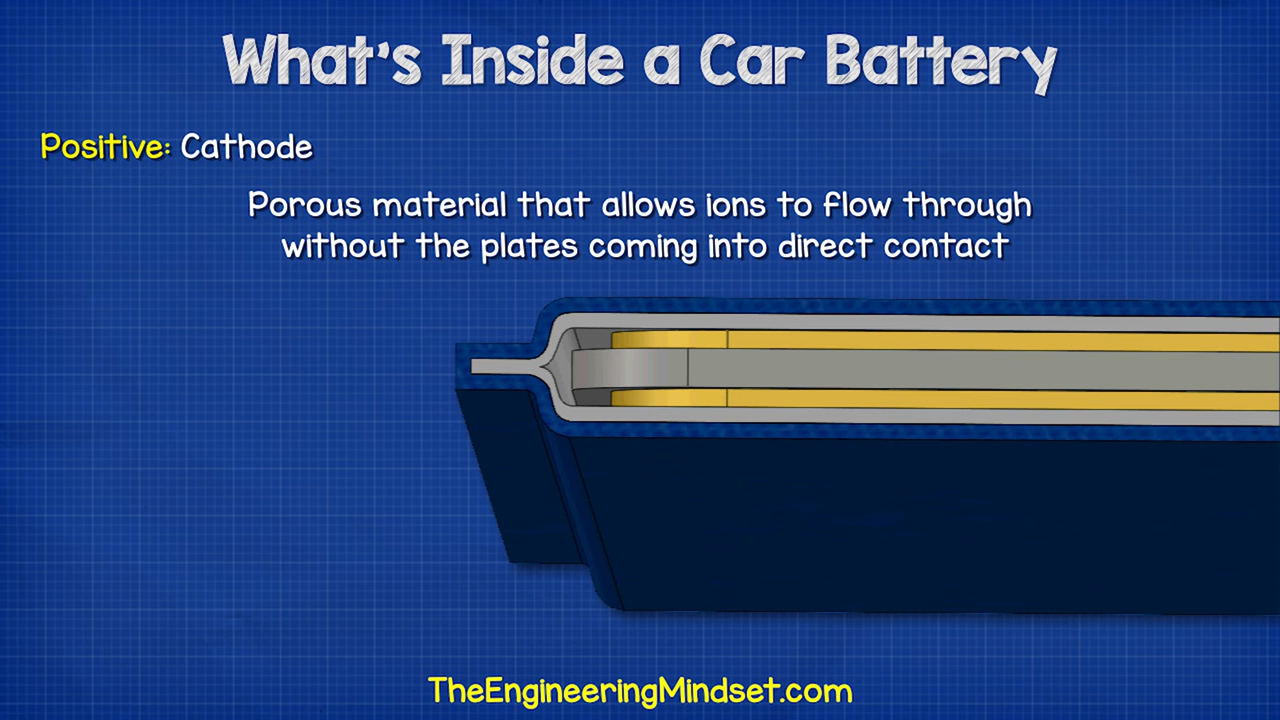 What's Inside a Car Battery
Positive: Cathode
Porous material that allows ions to flow through
without the plates coming into direct contact
TheEngineeringMindset.com